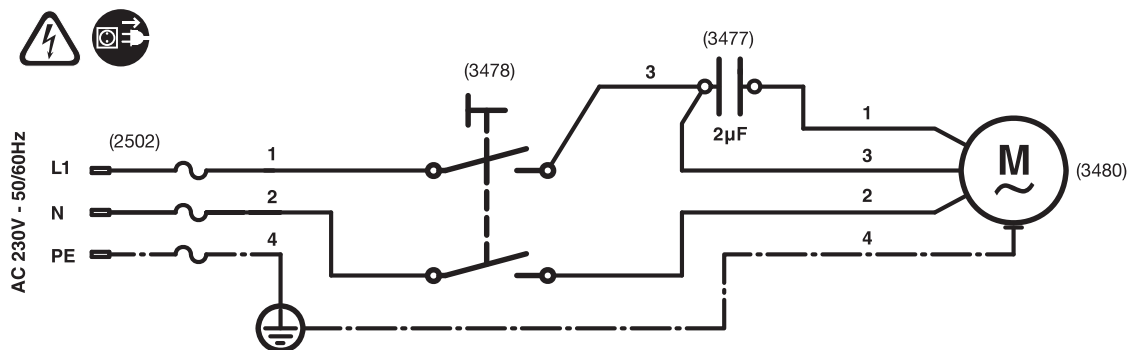 (3477)
(3478)
3
2µF
1
(2502)
L1
1
3
M
(3480)
N
2
2
PE
4
4
AC 230V - 50/60Hz